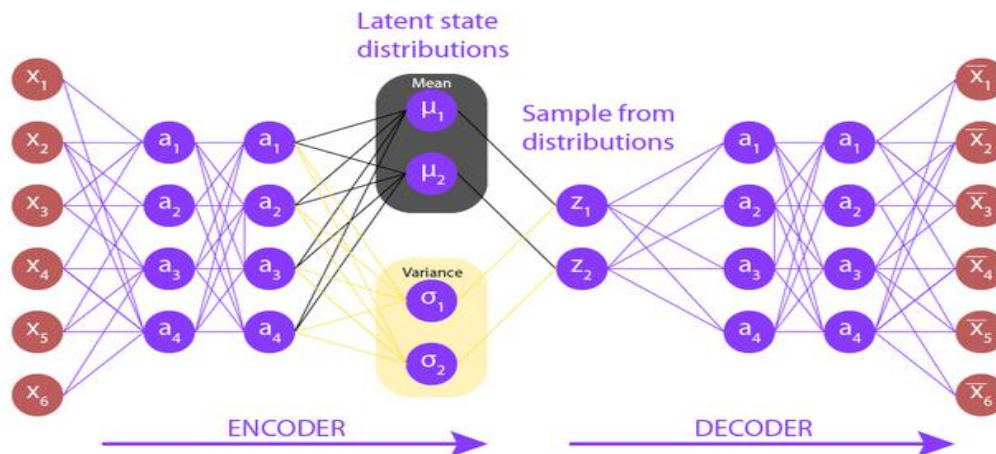 Latent state
distributions
Mean
Sample from
distributions
Variance
x₁
x₂
x₃
x₄
x₅
x₆
a₁
a₂
a₃
a₄
a₁
a₂
a₃
a₄
μ₁
μ₂
σ₁
σ₂
z₁
z₂
a₁
a₂
a₃
a₄
a₁
a₂
a₃
a₄
x̅₁
x̅₂
x̅₃
x̅₄
x̅₅
x̅₆
ENCODER
DECODER